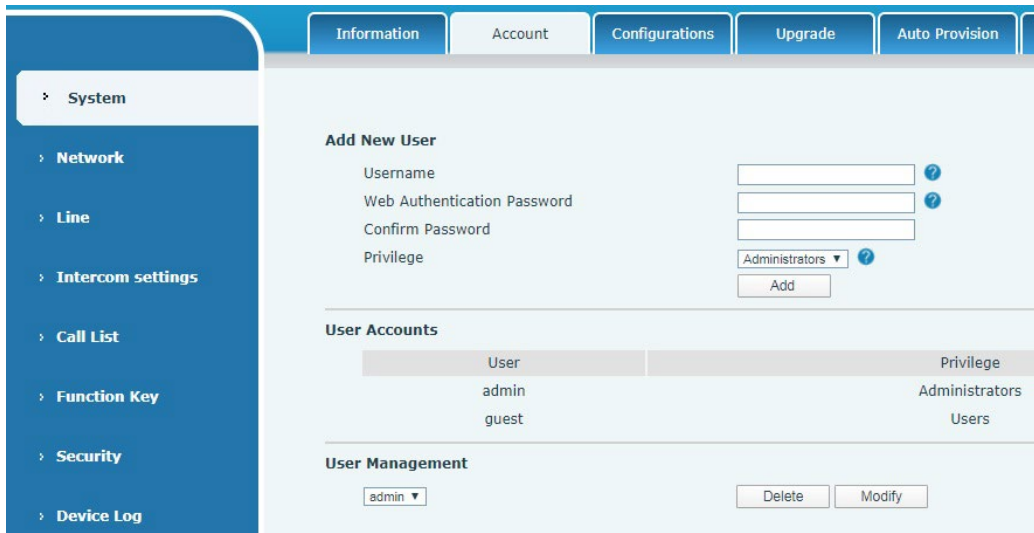 Information Account Configurations Upgrade Auto Provision
System
Network
Line
Intercom settings
Call List
Function Key
Security
Device Log
Add New User
Username
Web Authentication Password
Confirm Password
Privilege Administrators
Add
User Accounts
User Privilege
admin Administrators
guest Users
User Management
admin Delete Modify